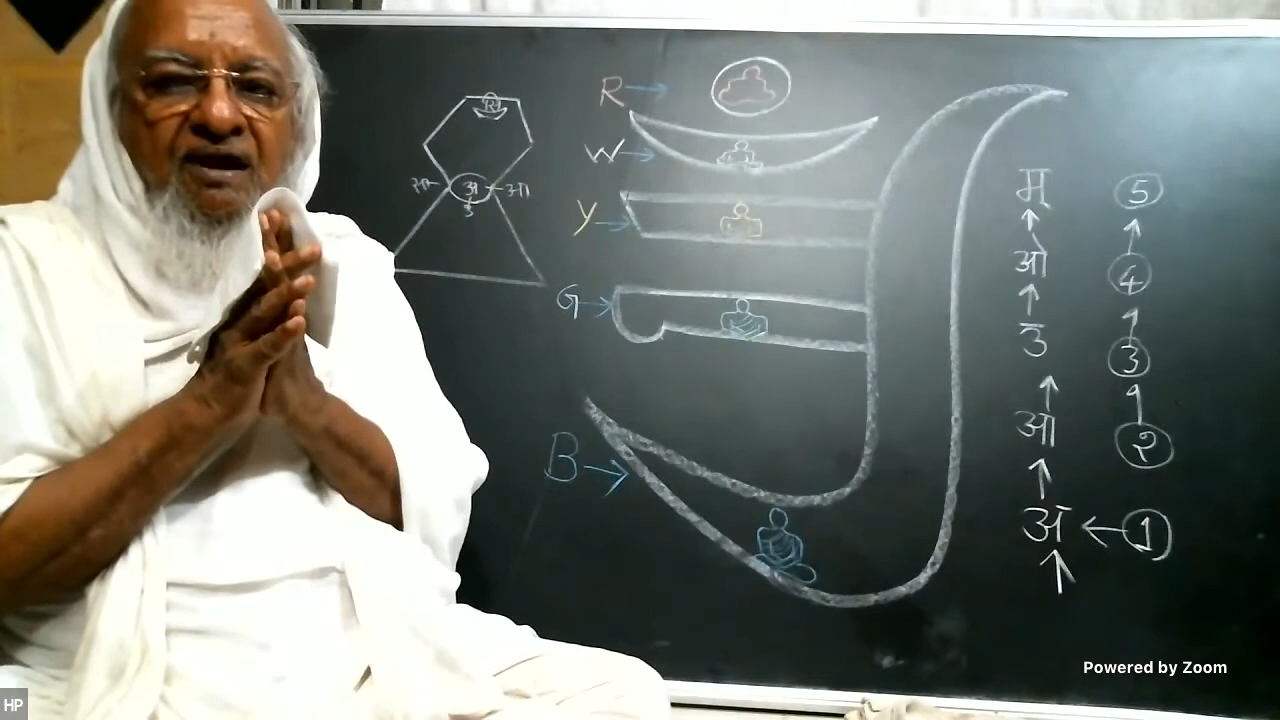 R →
W →
Y →
G →
B →
म्
↑
ओ
↑
उ
↑
आ
↑
अ ←
↑
5
↑
4
↑
3
↑
२
1
अ
Powered by Zoom
HP